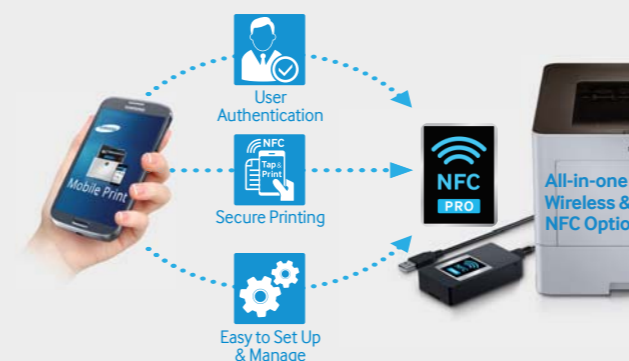 User
Authentication
NFC
Tap &
Print
Secure Printing
Easy to Set Up
& Manage
Mobile Print
NFC
PRO
All-in-one
Wireless &
NFC Optio